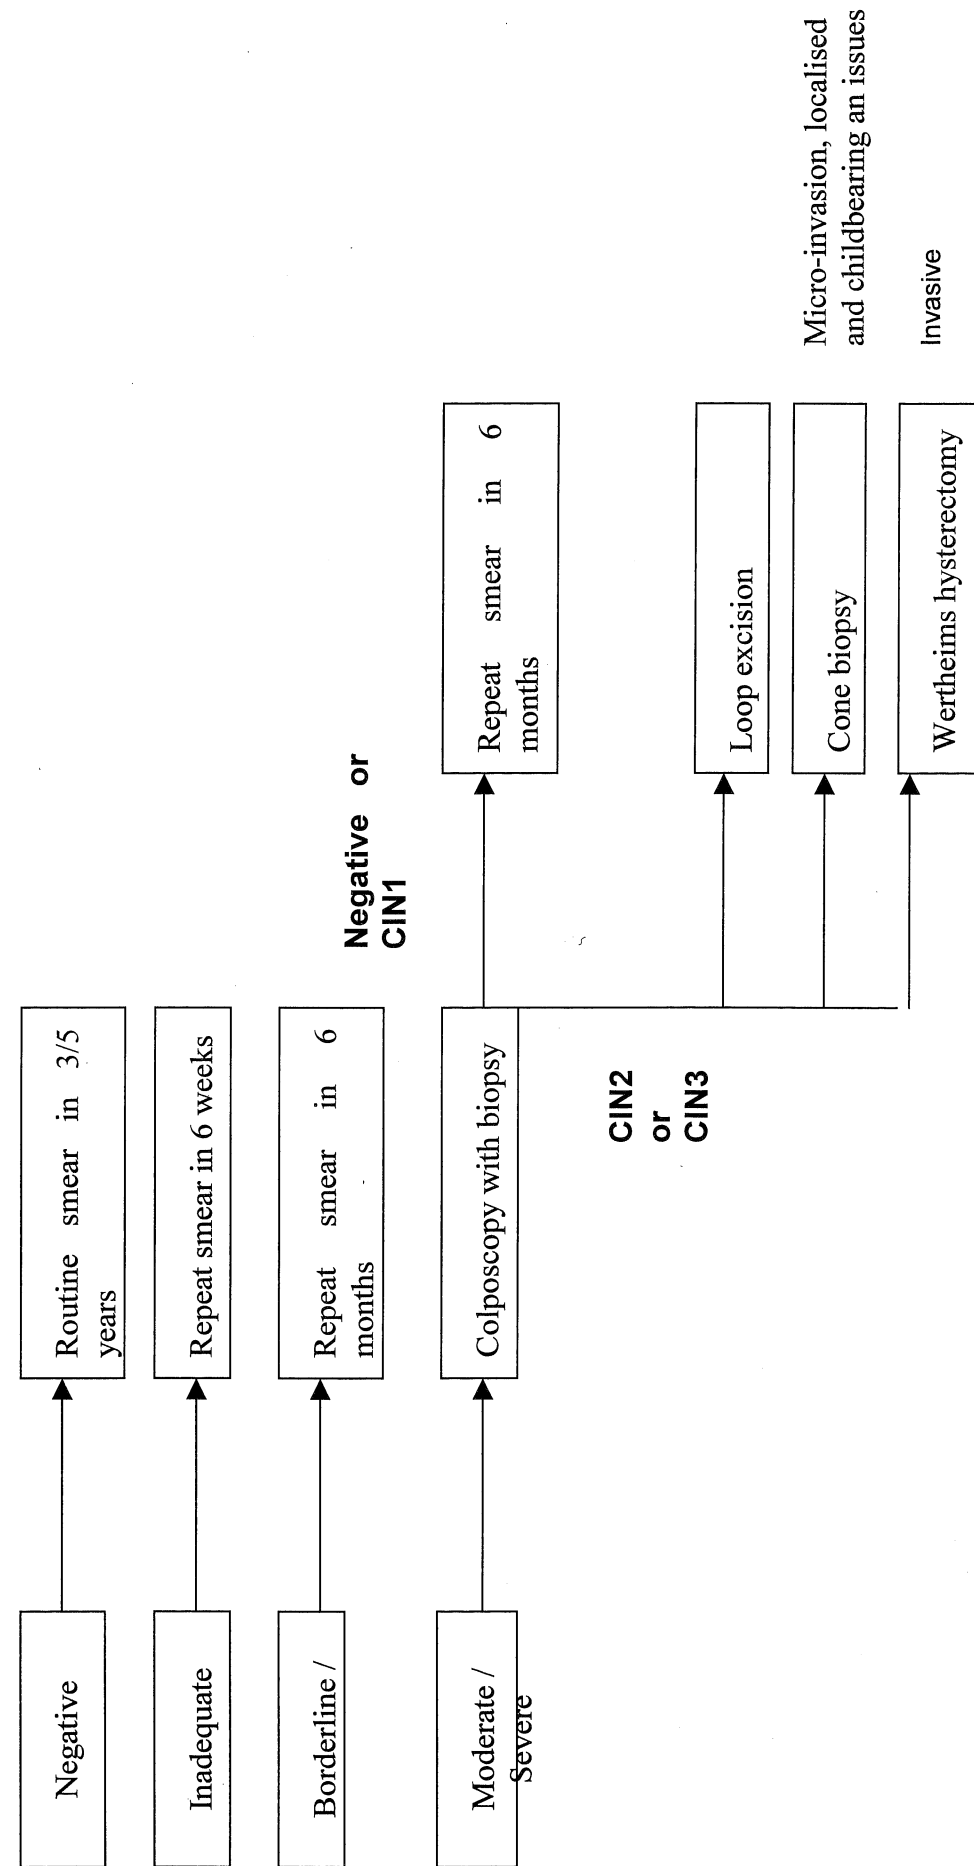 Negative
Routine smear in 3/5
years
Inadequate
Repeat smear in 6 weeks
Borderline /
Repeat smear in 6
months
Moderate /
Severe
Colposcopy with biopsy
Negative or
CIN1
Repeat smear in 6
months
CIN2
or
CIN3
Loop excision
Cone biopsy
Micro-invasion, localised
and childbearing an issues
Wertheims hysterectomy
Invasive